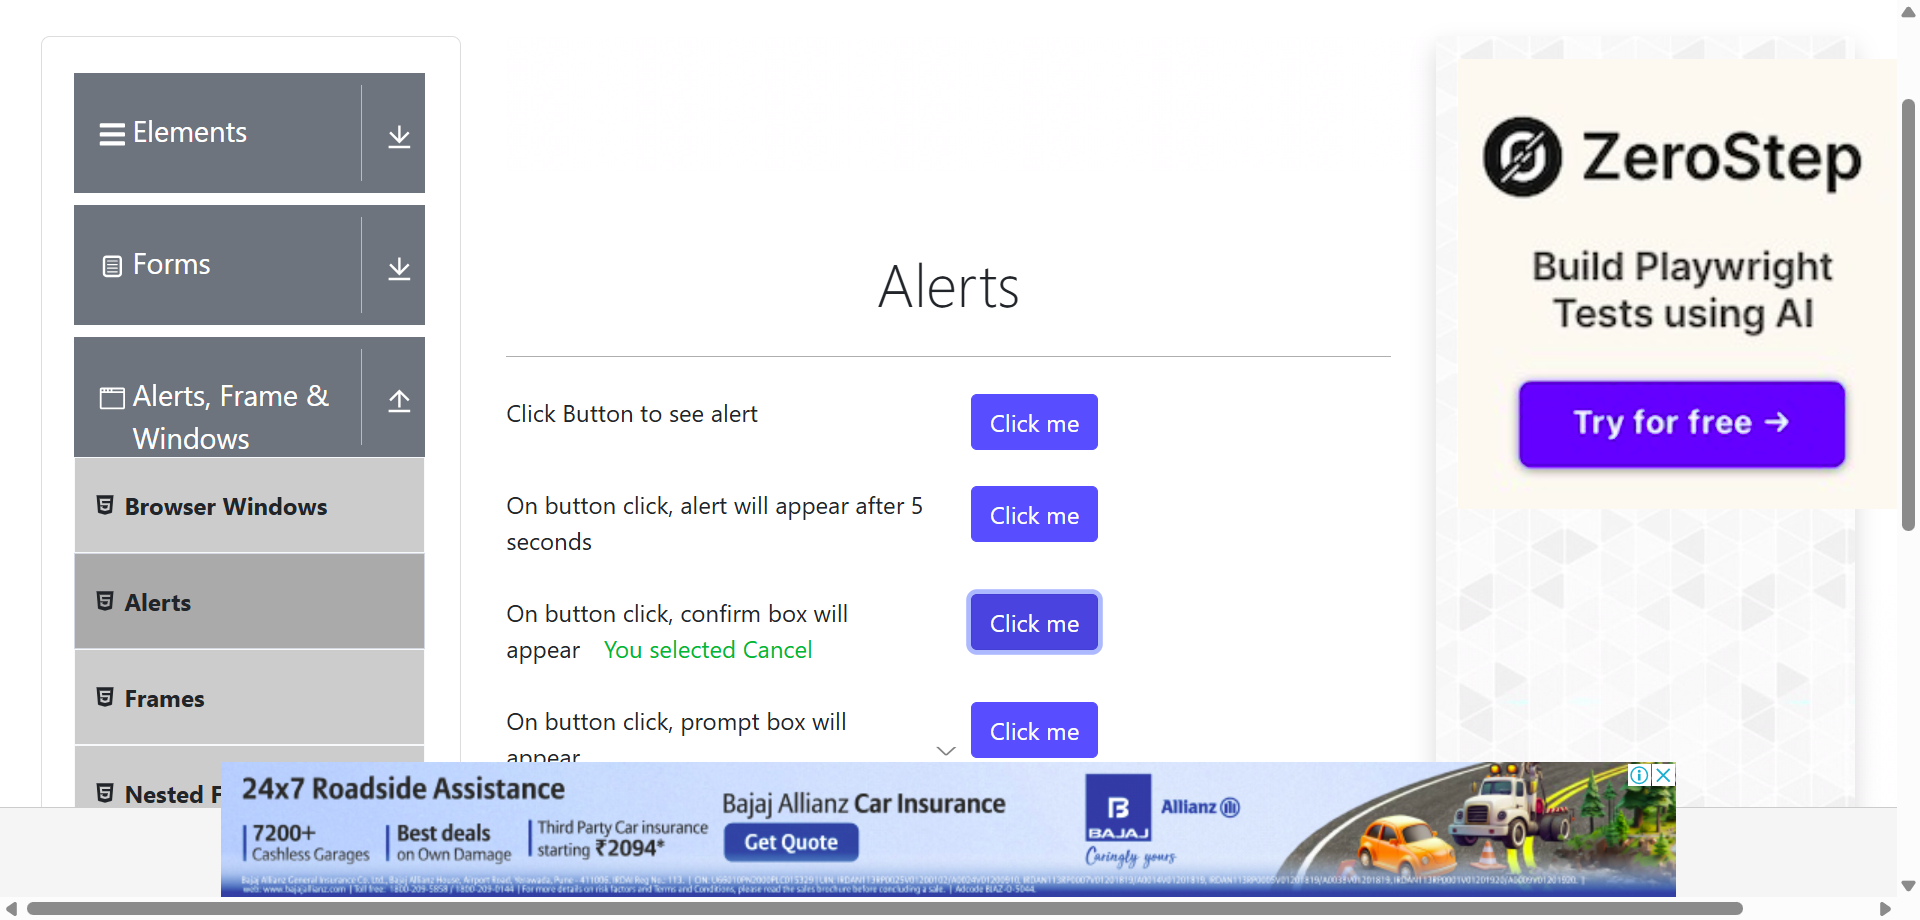 Elements
Forms
Alerts, Frame &
Windows
Browser Windows
Alerts
Frames
Nested F
Alerts
Click Button to see alert
Click me
On button click, alert will appear after 5
seconds
Click me
On button click, confirm box will
appear You selected Cancel
Click me
On button click, prompt box will
appear
Click me
ZeroStep
Build Playwright
Tests using AI
Try for free →
24x7 Roadside Assistance
7200+
Cashless Garages
Best deals
on Own Damage
Third Party Car insurance
starting ₹2094*
Bajaj Allianz Car Insurance
Get Quote
B
BAJAJ
Allianz
Caringly yours